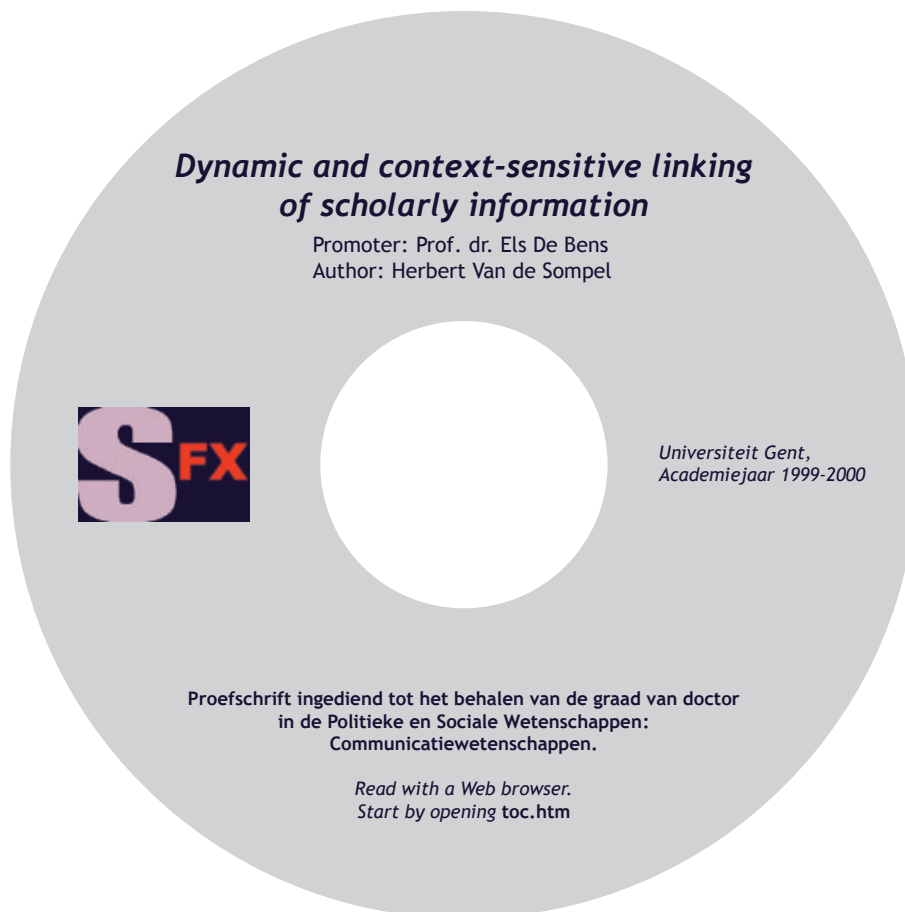 Dynamic and context-sensitive linking
of scholarly information
Promoter: Prof. dr. Els De Bens
Author: Herbert Van de Sompel
SFX
Universiteit Gent,
Academiejaar 1999-2000
Proefschrift ingediend tot het behalen van de graad van doctor
in de Politieke en Sociale Wetenschappen:
Communicatiewetenschappen.
Read with a Web browser.
Start by opening toc.htm